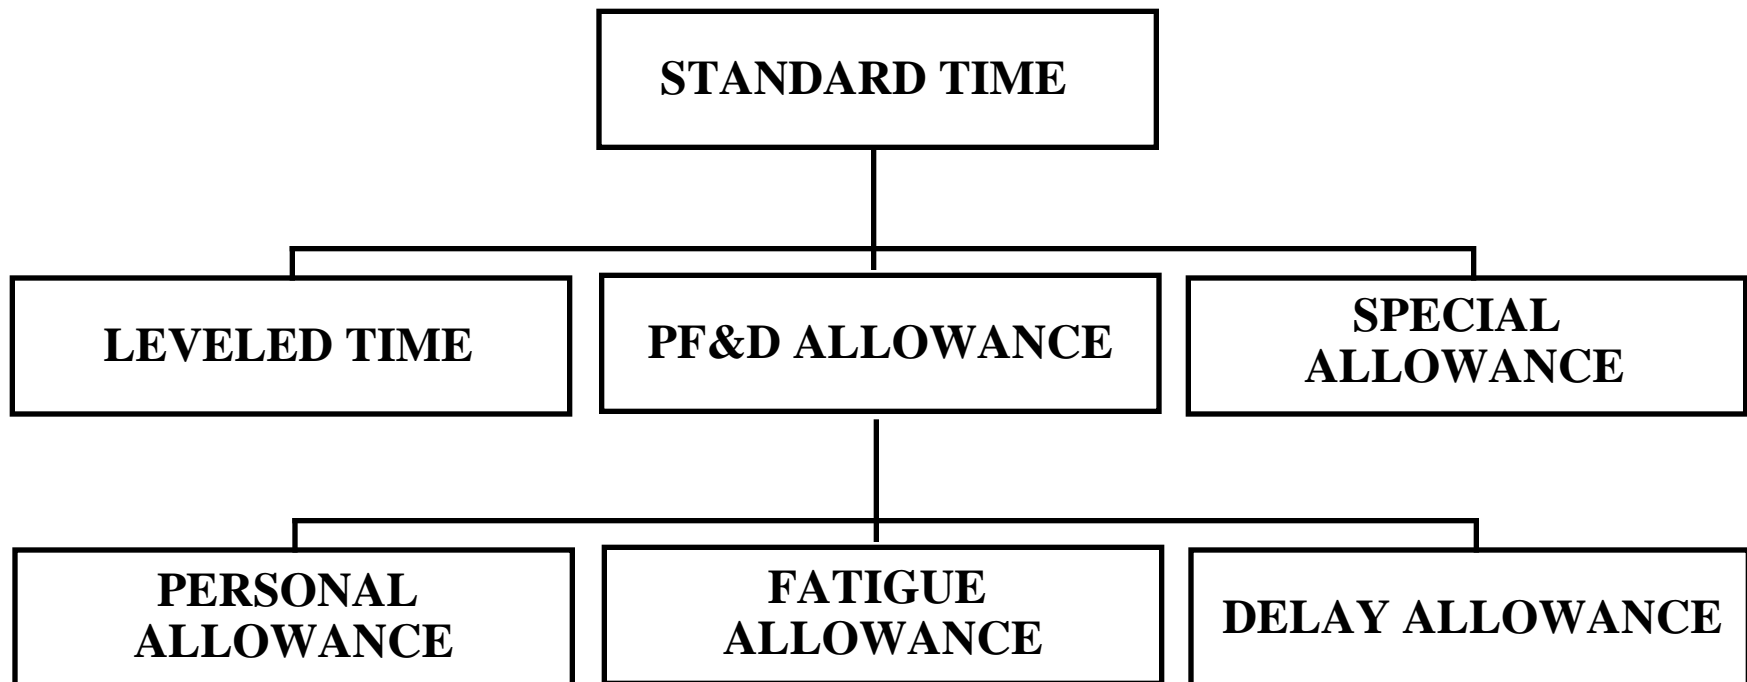 STANDARD TIME
LEVELED TIME
PF&D ALLOWANCE
SPECIAL
ALLOWANCE
PERSONAL
ALLOWANCE
FATIGUE
ALLOWANCE
DELAY ALLOWANCE